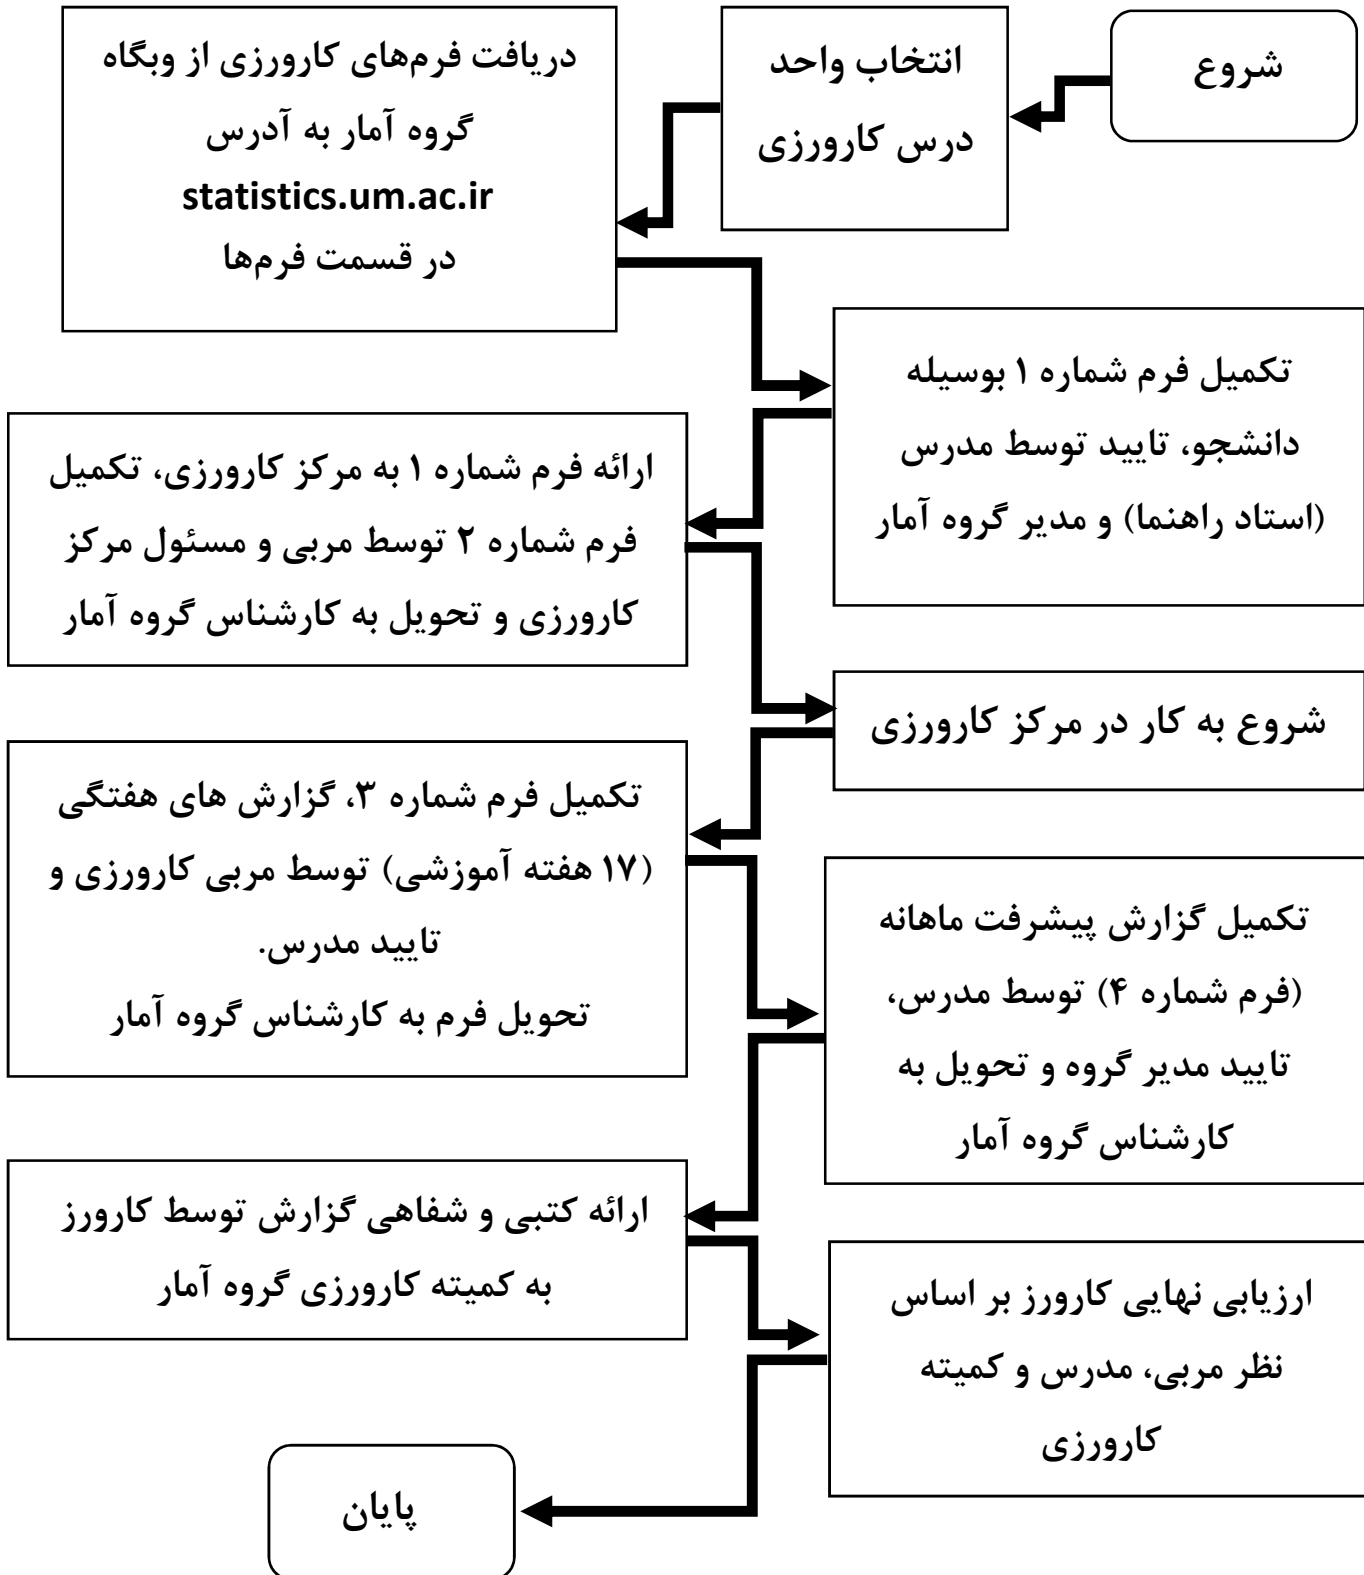 شروع
انتخاب واحد
درس کارورزی
دریافت فرم‌های کارورزی از وبگاه
گروه آمار به آدرس
statistics.um.ac.ir
در قسمت فرم‌ها
تکمیل فرم شماره ۱ بوسیله
دانشجو، تایید توسط مدرس
(استاد راهنما) و مدیر گروه آمار
ارائه فرم شماره ۱ به مرکز کارورزی، تکمیل
فرم شماره ۲ توسط مربی و مسئول مرکز
کارورزی و تحویل به کارشناس گروه آمار
شروع به کار در مرکز کارورزی
تکمیل فرم شماره ۳، گزارش های هفتگی
(۱۷ هفته آموزشی) توسط مربی کارورزی و
تایید مدرس.
تحویل فرم به کارشناس گروه آمار
تکمیل گزارش پیشرفت ماهانه
(فرم شماره ۴) توسط مدرس،
تایید مدیر گروه و تحویل به
کارشناس گروه آمار
ارائه کتبی و شفاهی گزارش توسط کارورز
به کمیته کارورزی گروه آمار
ارزیابی نهایی کارورز بر اساس
نظر مربی، مدرس و کمیته
کارورزی
پایان